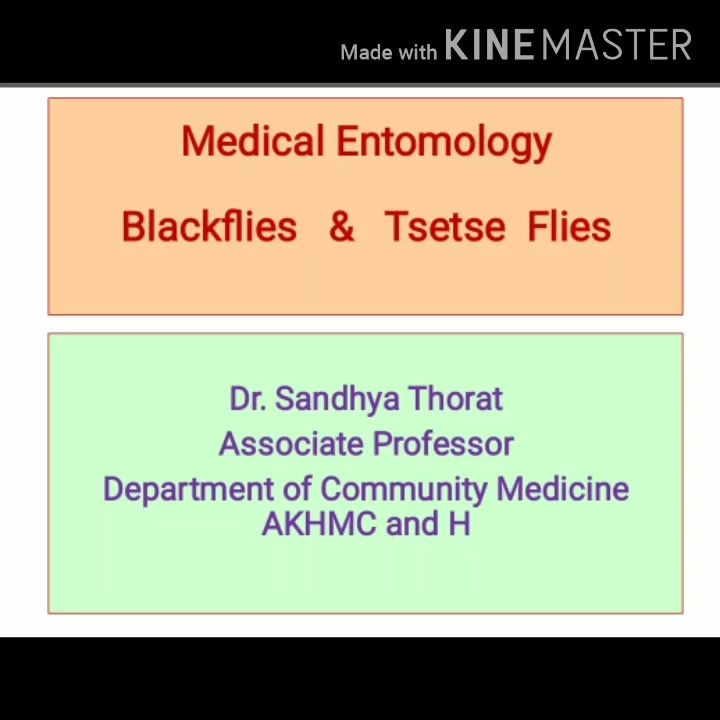 Made with KINEMASTER
Medical Entomology
Blackflies & Tsetse Flies
Dr. Sandhya Thorat
Associate Professor
Department of Community Medicine
AKHMC and H